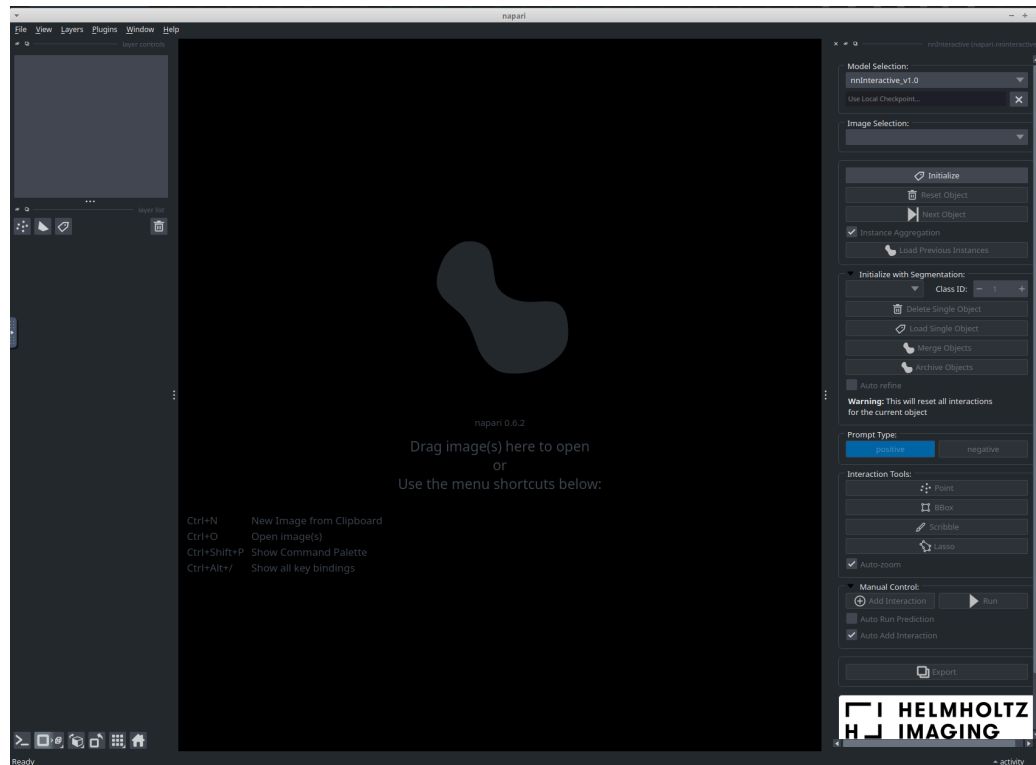 napari
File View Layers Plugins Window Help
layer controls
layer list
napari 0.6.2
Drag image(s) here to open
or
Use the menu shortcuts below:
Ctrl+N New Image from Clipboard
Ctrl+O Open image(s)
Ctrl+Shift+P Show Command Palette
Ctrl+Alt+/ Show all key bindings
nnInteractive (napari-nninteractive
Model Selection:
nnInteractive_v1.0
Use Local Checkpoint...
Image Selection:
Initialize
Reset Object
Next Object
Instance Aggregation
Load Previous Instances
Initialize with Segmentation:
Class ID: − 1 +
Delete Single Object
Load Single Object
Merge Objects
Archive Objects
Auto refine
Warning: This will reset all interactions
for the current object
Prompt Type:
positive negative
Interaction Tools:
Point
BBox
Scribble
Lasso
Auto-zoom
Manual Control:
Add Interaction Run
Auto Run Prediction
Auto Add Interaction
Export
HELMHOLTZ
IMAGING
Ready
activity